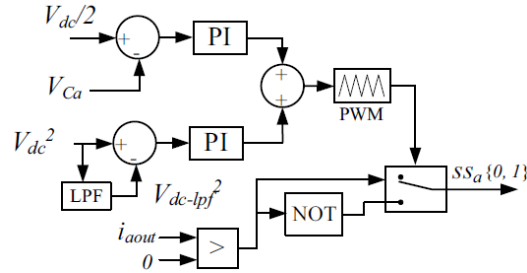 V_dc/2
+
-
PI
V_Ca
+
+
PWM
V_dc^2
+
-
PI
LPF
V_dc-lpf^2
SS_a{0, 1}
NOT
i_aout
>
0